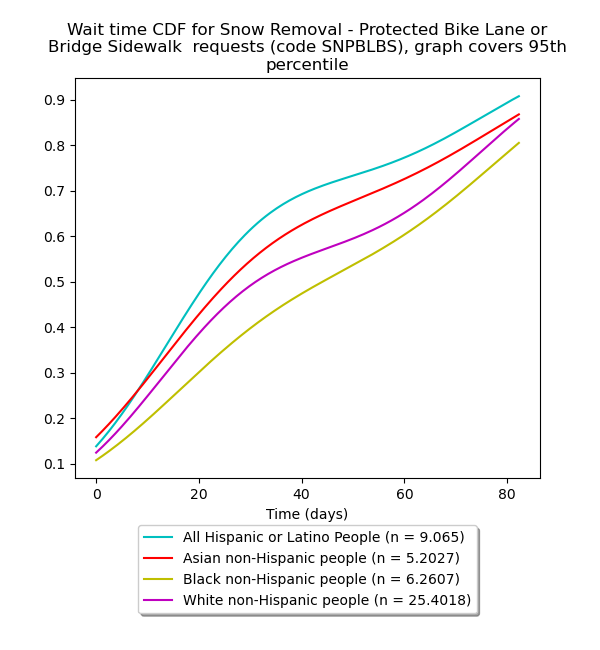 Wait time CDF for Snow Removal - Protected Bike Lane or
Bridge Sidewalk  requests (code SNPBLBS), graph covers 95th
percentile
0.9
0.8
0.7
0.6
0.5
0.4
0.3
0.2
0.1
0 20 40 60 80
Time (days)
All Hispanic or Latino People (n = 9.065)
Asian non-Hispanic people (n = 5.2027)
Black non-Hispanic people (n = 6.2607)
White non-Hispanic people (n = 25.4018)